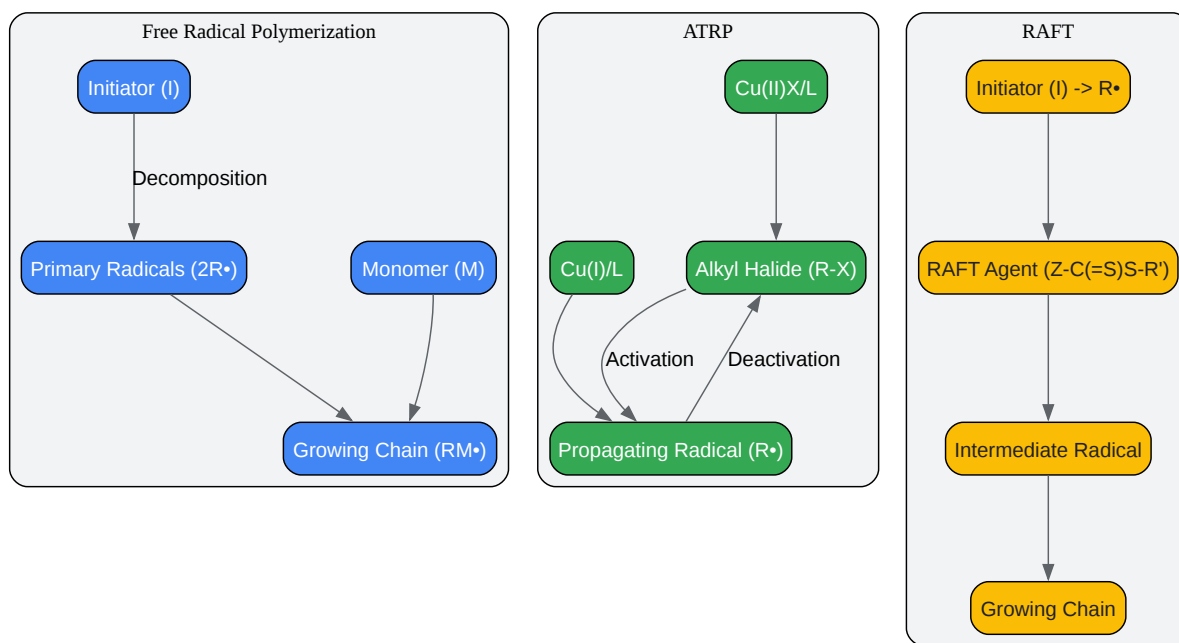 Free Radical Polymerization
Initiator (I)
Decomposition
Primary Radicals (2R•)
Monomer (M)
Growing Chain (RM•)
ATRP
Cu(II)X/L
Cu(I)/L
Alkyl Halide (R-X)
Activation
Deactivation
Propagating Radical (R•)
RAFT
Initiator (I) -> R•
RAFT Agent (Z-C(=S)S-R')
Intermediate Radical
Growing Chain